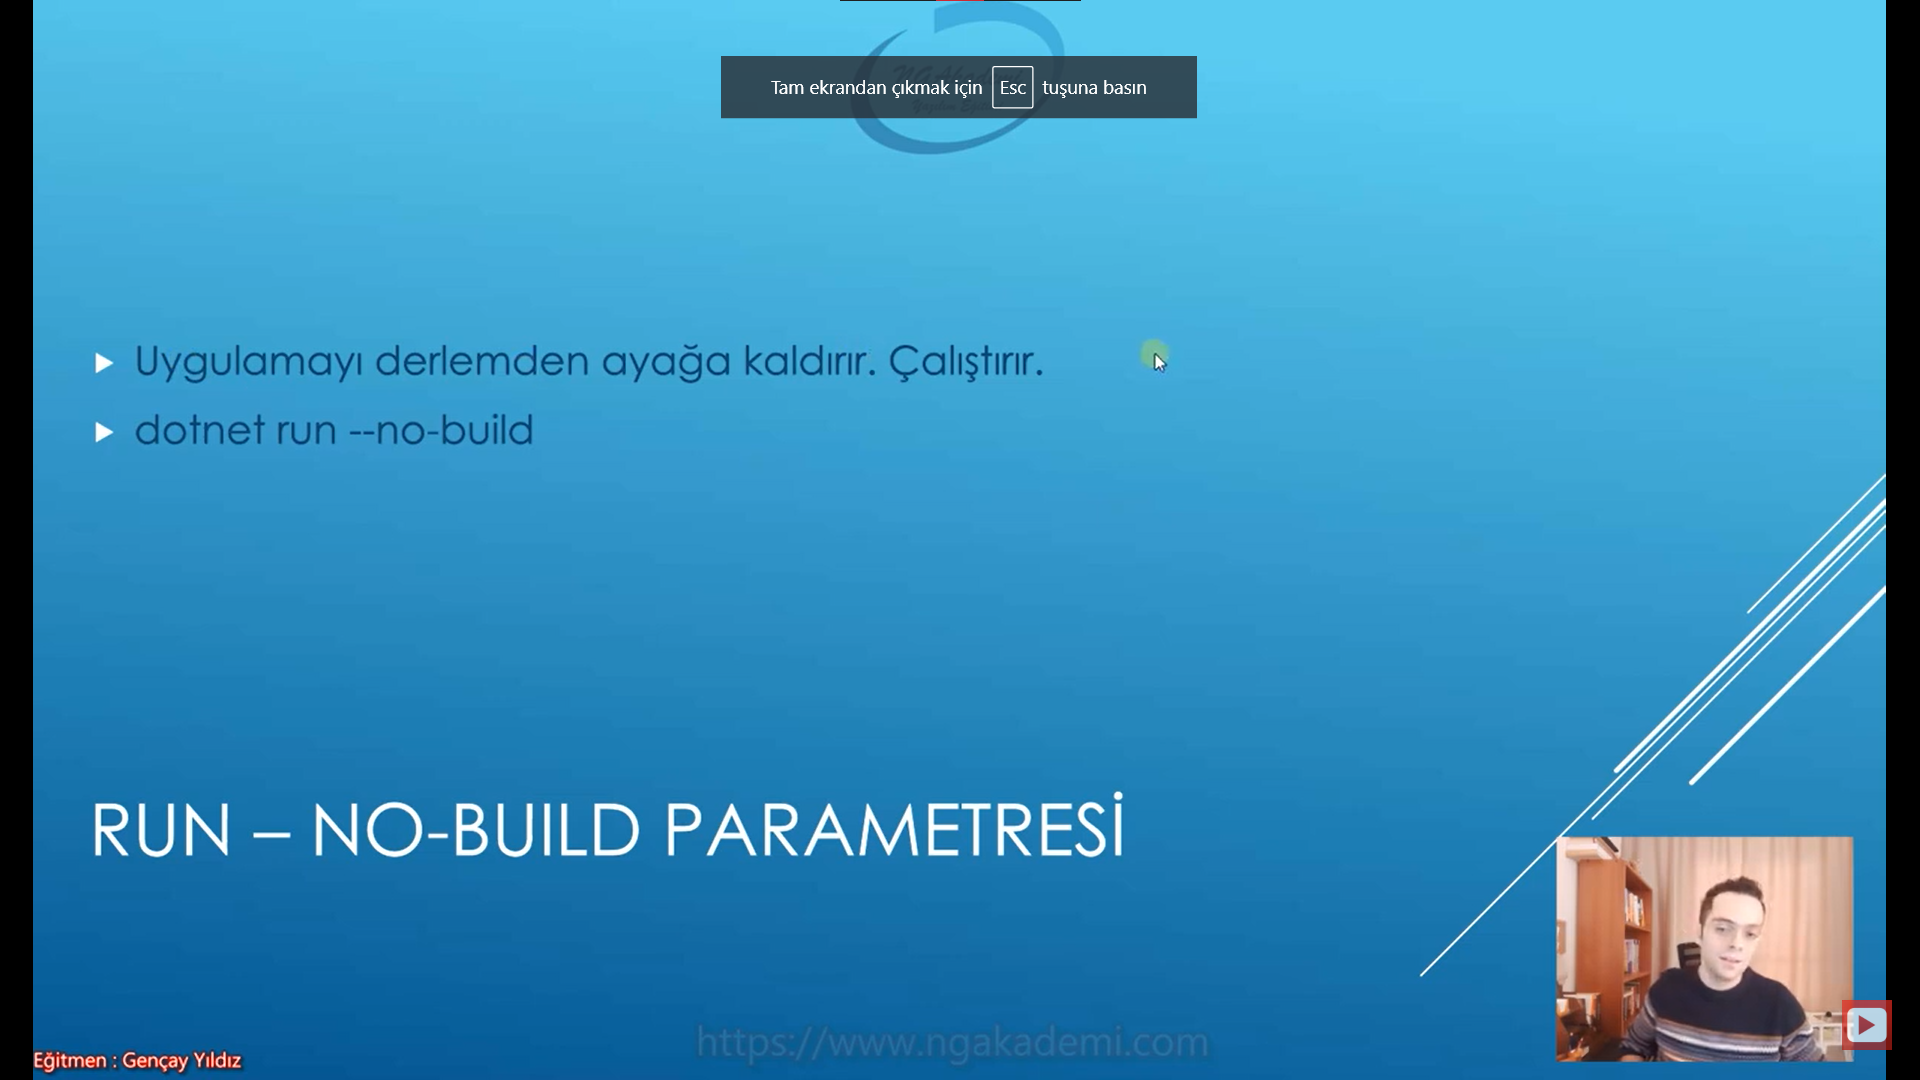 Tam ekrandan çıkmak için Esc tuşuna basın
Uygulamayı derlemden ayağa kaldırır. Çalıştırır.
dotnet run --no-build
RUN – NO-BUILD PARAMETRESİ
https://www.ngakademi.com
Eğitmen : Gençay Yıldız